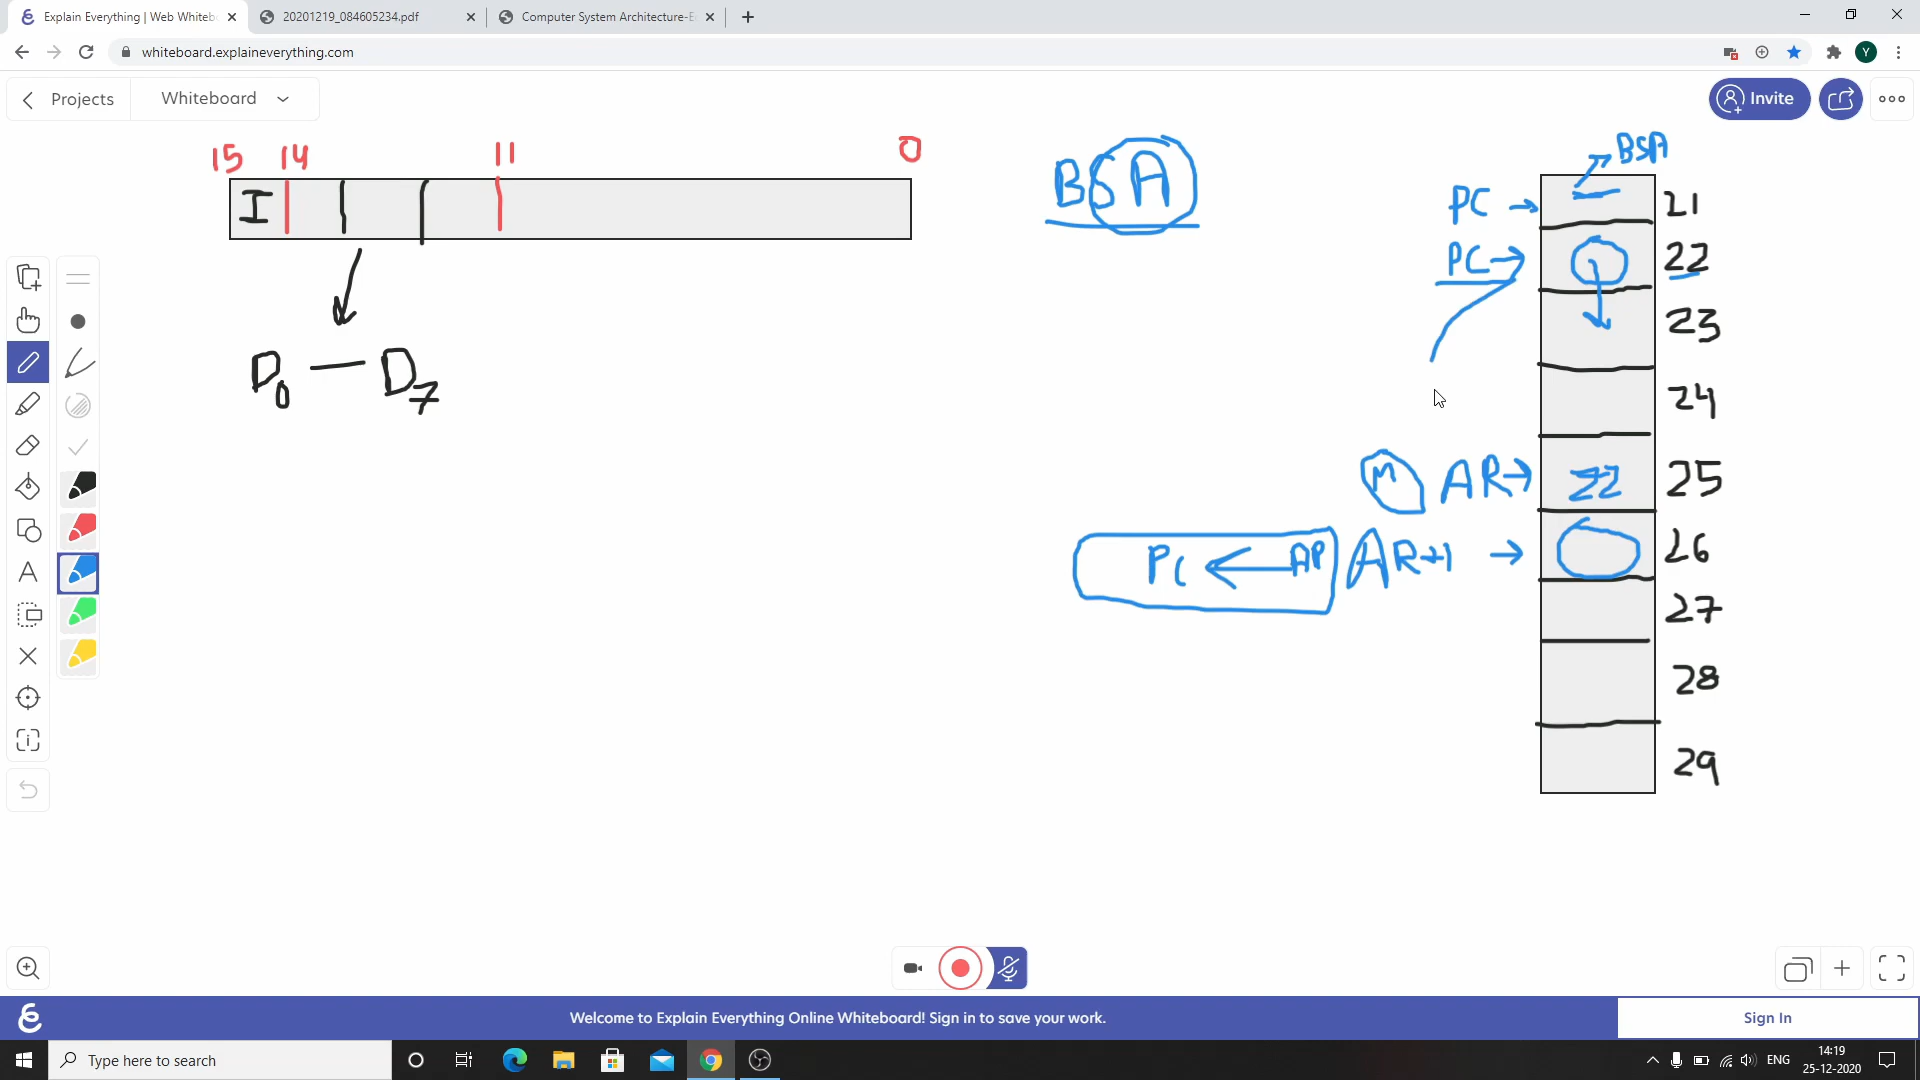 Explain Everything | Web Whiteb
20201219_084605234.pdf
Computer System Architecture-E
whiteboard.explaineverything.com
Y
Projects
Whiteboard
Invite
15 14 11 0
I
D0 — D7
BSA
BSA
PC → 21
PC → 22
23
24
M AR → 22 25
PC ← AR AR+1 → 26
27
28
29
Welcome to Explain Everything Online Whiteboard! Sign in to save your work.
Sign In
Type here to search
ENG
14:19
25-12-2020